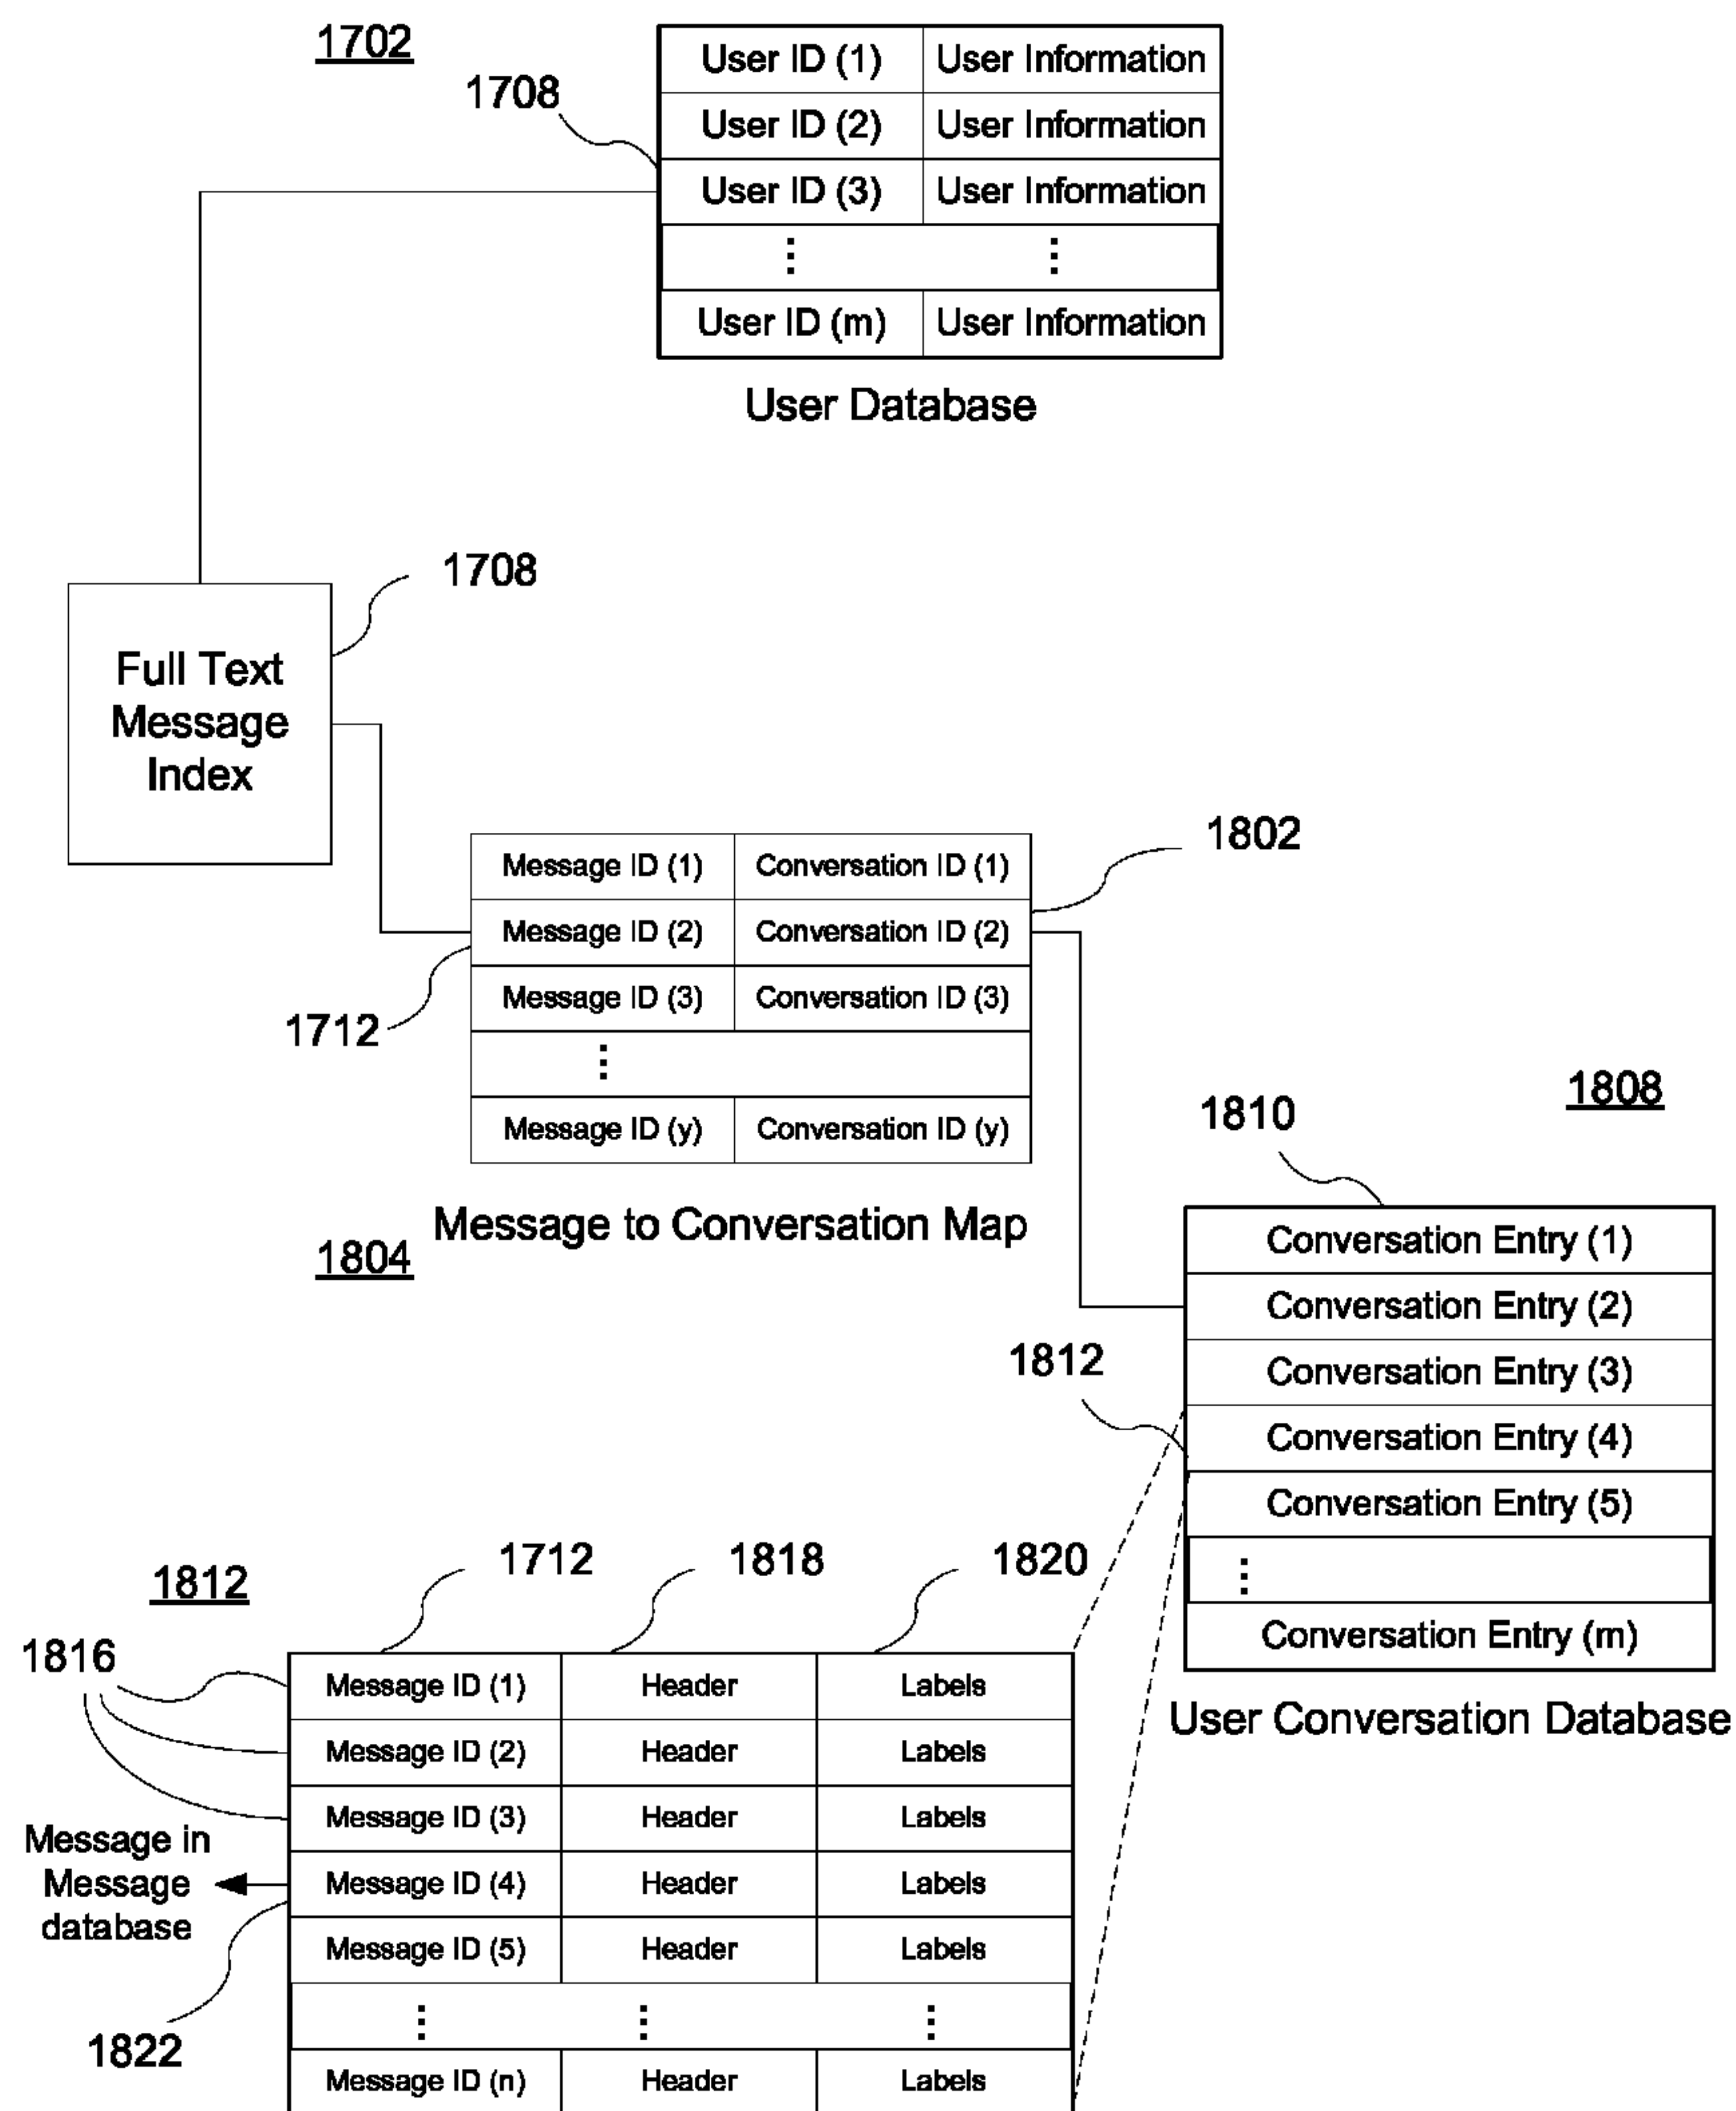 1702
1708
User ID (1) User Information
User ID (2) User Information
User ID (3) User Information
⋮ ⋮
User ID (m) User Information
User Database
1708
Full Text
Message
Index
1802
Message ID (1) Conversation ID (1)
Message ID (2) Conversation ID (2)
Message ID (3) Conversation ID (3)
⋮
Message ID (y) Conversation ID (y)
1712
Message to Conversation Map
1804
1808
1810
Conversation Entry (1)
Conversation Entry (2)
Conversation Entry (3)
Conversation Entry (4)
Conversation Entry (5)
⋮
Conversation Entry (m)
1812
User Conversation Database
1812
1712 1818 1820
1816
Message ID (1) Header Labels
Message ID (2) Header Labels
Message ID (3) Header Labels
Message ID (4) Header Labels
Message ID (5) Header Labels
⋮ ⋮ ⋮
Message ID (n) Header Labels
Message in
Message
database
1822